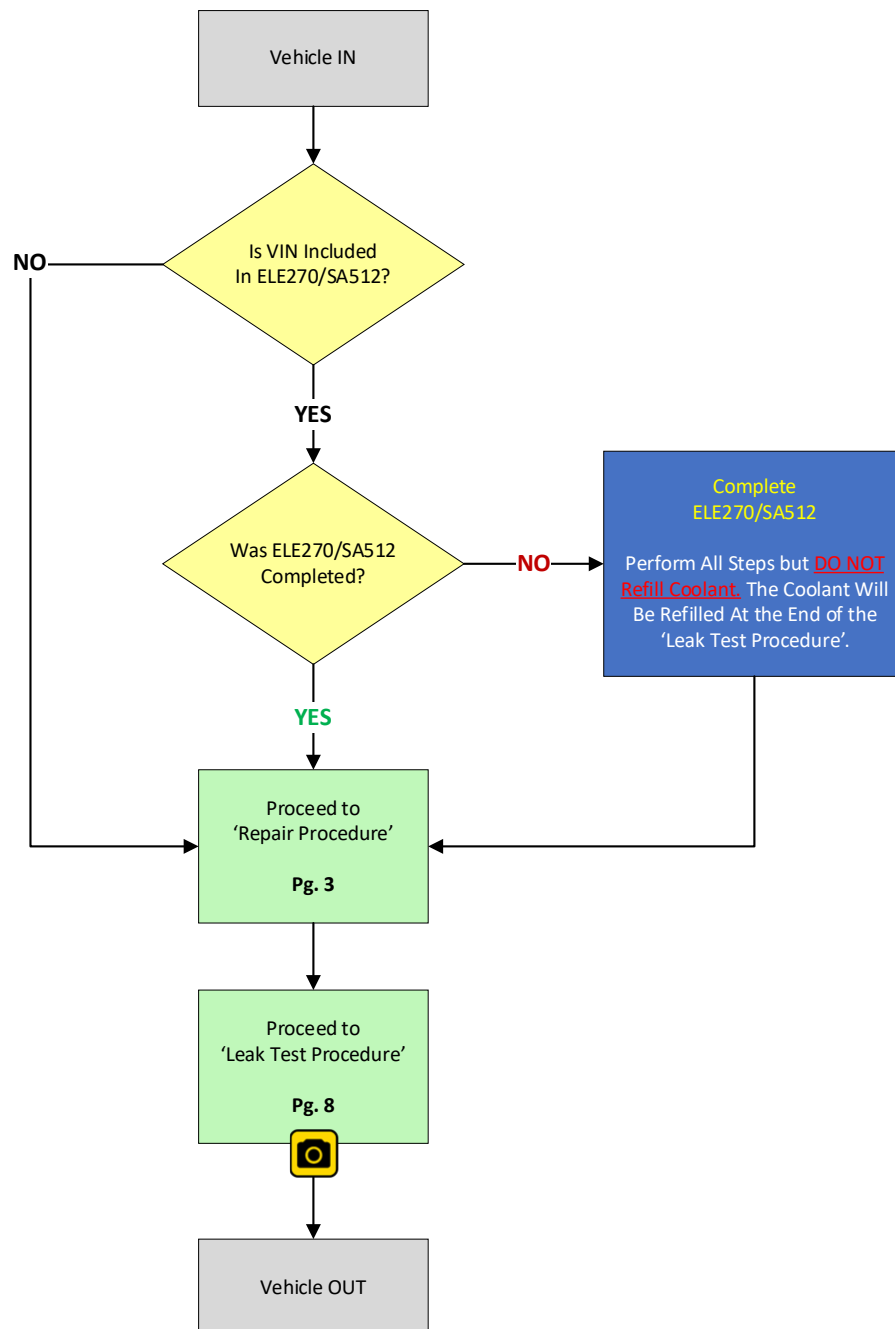 Vehicle IN
Is VIN Included
In ELE270/SA512?
NO
YES
Was ELE270/SA512
Completed?
NO
Complete
ELE270/SA512
Perform All Steps but DO NOT
Refill Coolant. The Coolant Will
Be Refilled At the End of the
‘Leak Test Procedure’.
YES
Proceed to
‘Repair Procedure’
Pg. 3
Proceed to
‘Leak Test Procedure’
Pg. 8
Vehicle OUT